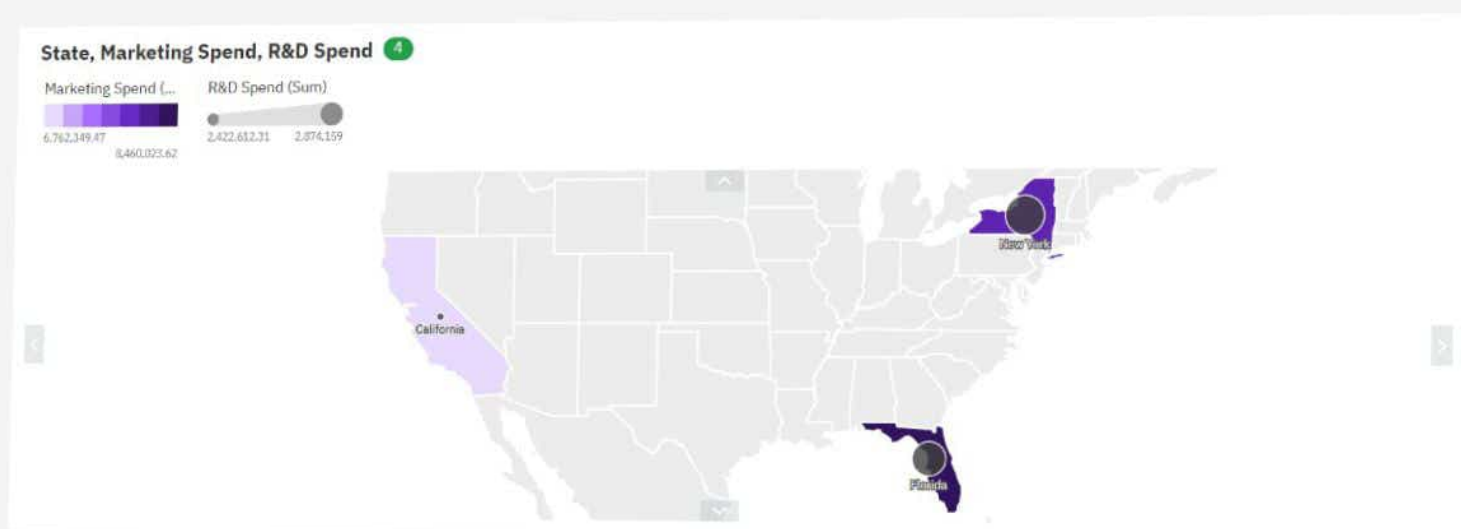 State, Marketing Spend, R&D Spend 4
Marketing Spend (... R&D Spend (Sum)
6,762,349.47 2,422,612.31 2,874,159
8,460,023.62
New York
California
Florida